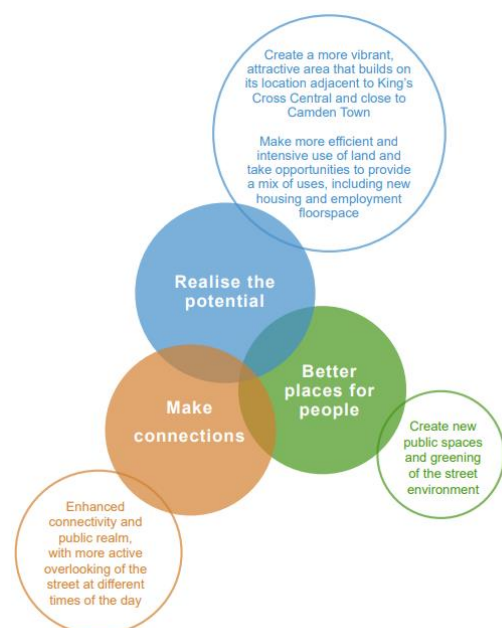 Create a more vibrant,
attractive area that builds on
its location adjacent to King's
Cross Central and close to
Camden Town
Make more efficient and
intensive use of land and
take opportunities to provide
a mix of uses, including new
housing and employment
floorspace
Realise the
potential
Better
places for
people
Make
connections
Create new
public spaces
and greening
of the street
environment
Enhanced
connectivity and
public realm,
with more active
overlooking of the
street at different
times of the day